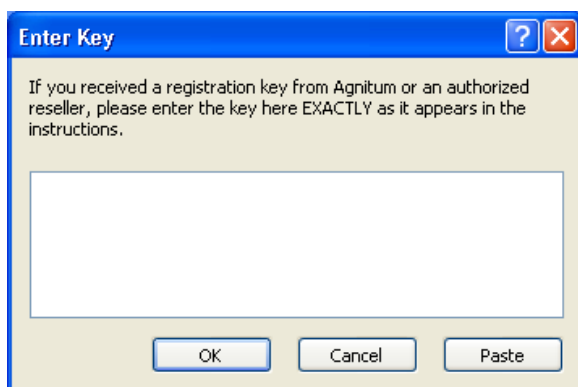 Enter Key
?
If you received a registration key from Agnitum or an authorized
reseller, please enter the key here EXACTLY as it appears in the
instructions.
OK Cancel Paste